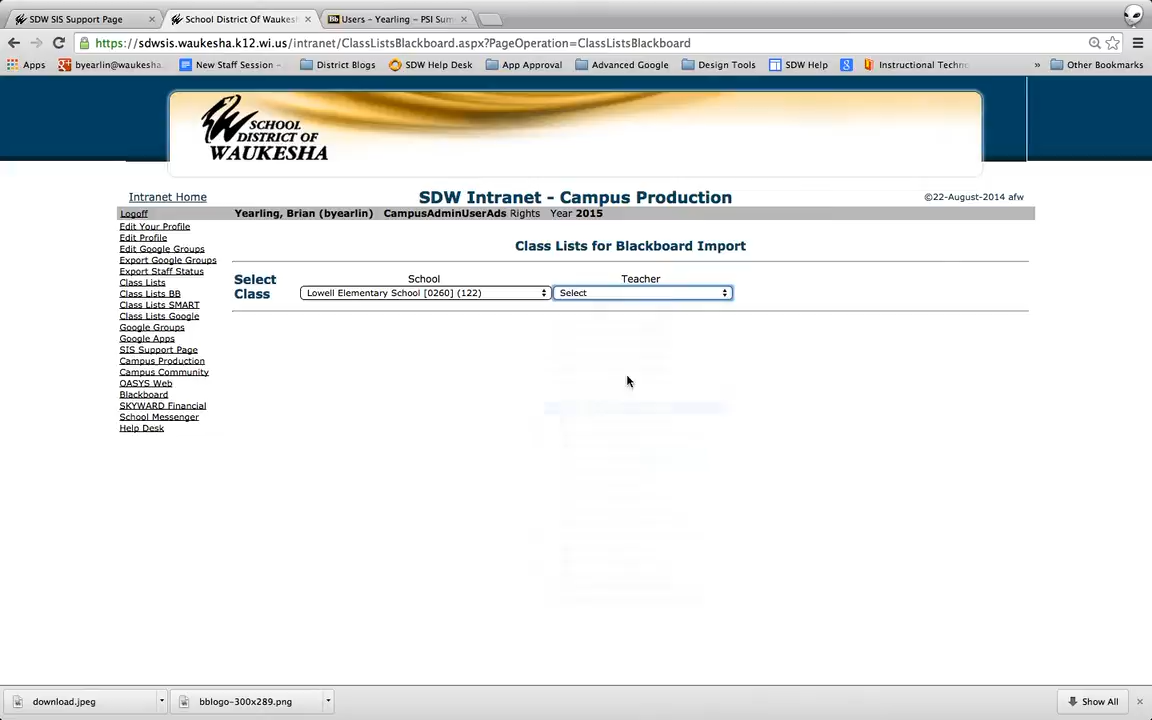 SDW SIS Support Page
School District Of Waukes
Users - Yearling - PSI Sum
https://sdwsis.waukesha.k12.wi.us/intranet/ClassListsBlackboard.aspx?PageOperation=ClassListsBlackboard
Apps
byearlin@waukesha.
New Staff Session -
District Blogs
SDW Help Desk
App Approval
Advanced Google
Design Tools
SDW Help
Instructional Techno
»
Other Bookmarks
SCHOOL
DISTRICT OF
WAUKESHA
Intranet Home
SDW Intranet - Campus Production
©22-August-2014 afw
Logoff
Yearling, Brian (byearlin) CampusAdminUserAds Rights Year 2015
Edit Your Profile
Edit Profile
Edit Google Groups
Export Google Groups
Export Staff Status
Class Lists
Class Lists BB
Class Lists SMART
Class Lists Google
Google Groups
Google Apps
SIS Support Page
Campus Production
Campus Community
OASYS Web
Blackboard
SKYWARD Financial
School Messenger
Help Desk
Class Lists for Blackboard Import
Select
Class
School
Teacher
Lowell Elementary School [0260] (122)
Select
download.jpeg
bblogo-300x289.png
Show All